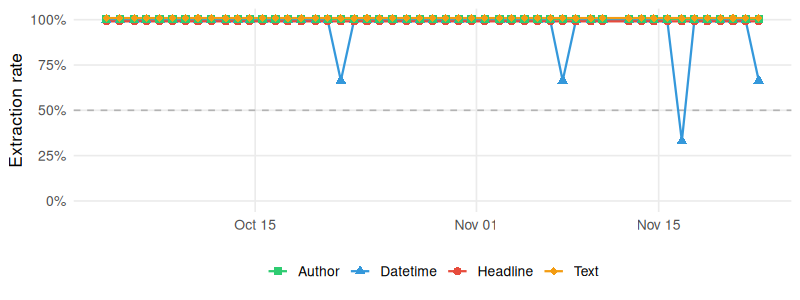 Extraction rate
100%
75%
50%
25%
0%
Oct 15
Nov 01
Nov 15
Author
Datetime
Headline
Text